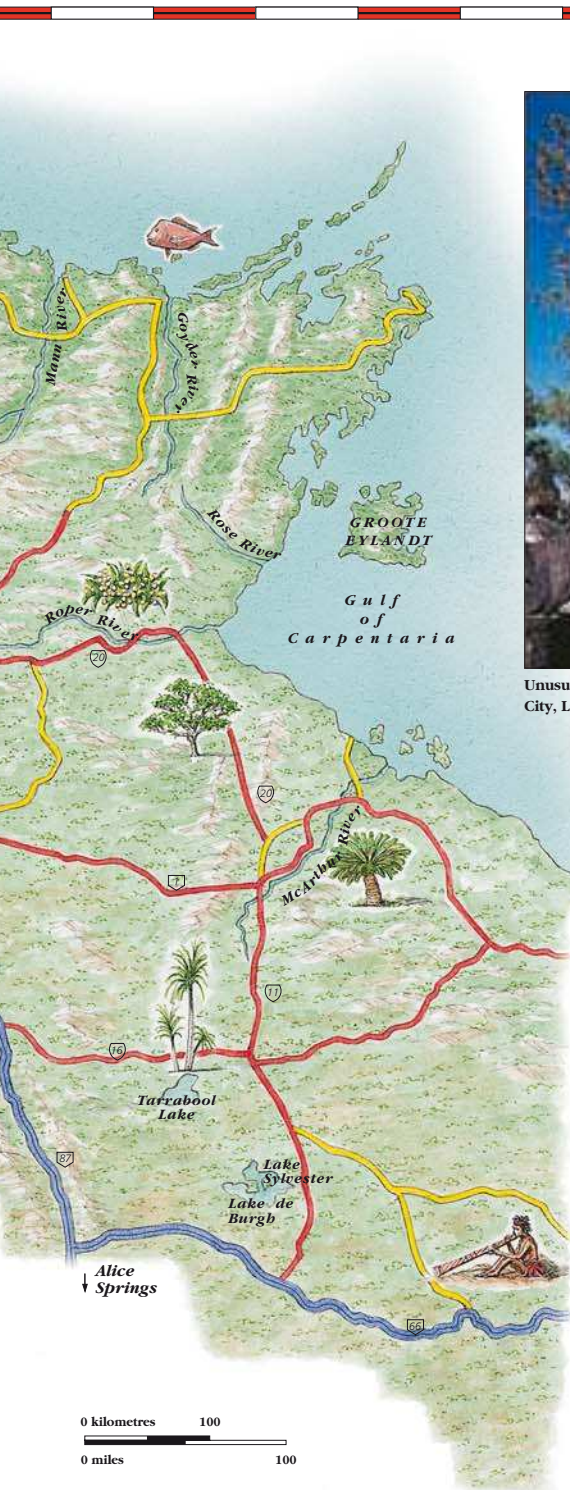 Mann River
Goyder River
Rose River
GROOTE
EYLANDT
Gulf
of
Carpentaria
Roper River
20
Unusu
City, L
20
1
McArthur River
11
16
Tarrabool
Lake
87
Lake
Sylvester
Lake de
Burgh
Alice
Springs
66
0 kilometres 100
0 miles 100